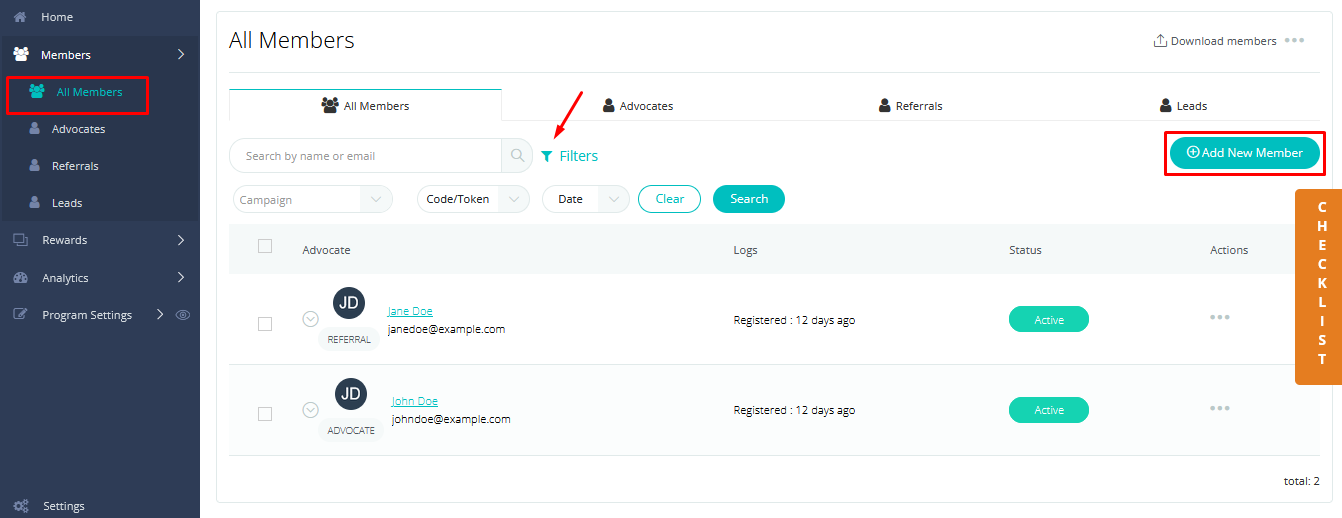 Home
Members
All Members
Advocates
Referrals
Leads
Rewards
Analytics
Program Settings
Settings
All Members
Download members
All Members
Advocates
Referrals
Leads
Search by name or email
Filters
Add New Member
Campaign
Code/Token
Date
Clear
Search
Advocate Logs Status Actions
JD
Jane Doe
janedoe@example.com
REFERRAL
Registered : 12 days ago
Active
JD
John Doe
johndoe@example.com
ADVOCATE
Registered : 12 days ago
Active
total: 2
CHECKLIST